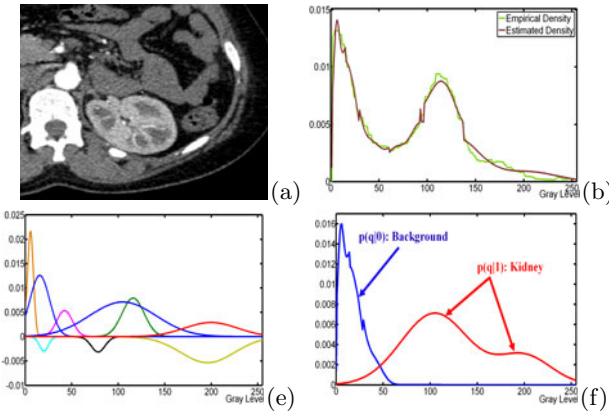 (a)
0.015
Empirical Density
Estimated Density
0.01
0.005
0
0 50 100 150 200 250
Gray Level
(b)
0.025
0.02
0.015
0.01
0.005
0
-0.005
-0.01
0 50 100 150 200 250
Gray Level
(e)
0.016
0.014
0.012
0.01
0.008
0.006
0.004
0.002
0
p(q|0): Background
p(q|1): Kidney
0 50 100 150 200 250
Gray Level
(f)